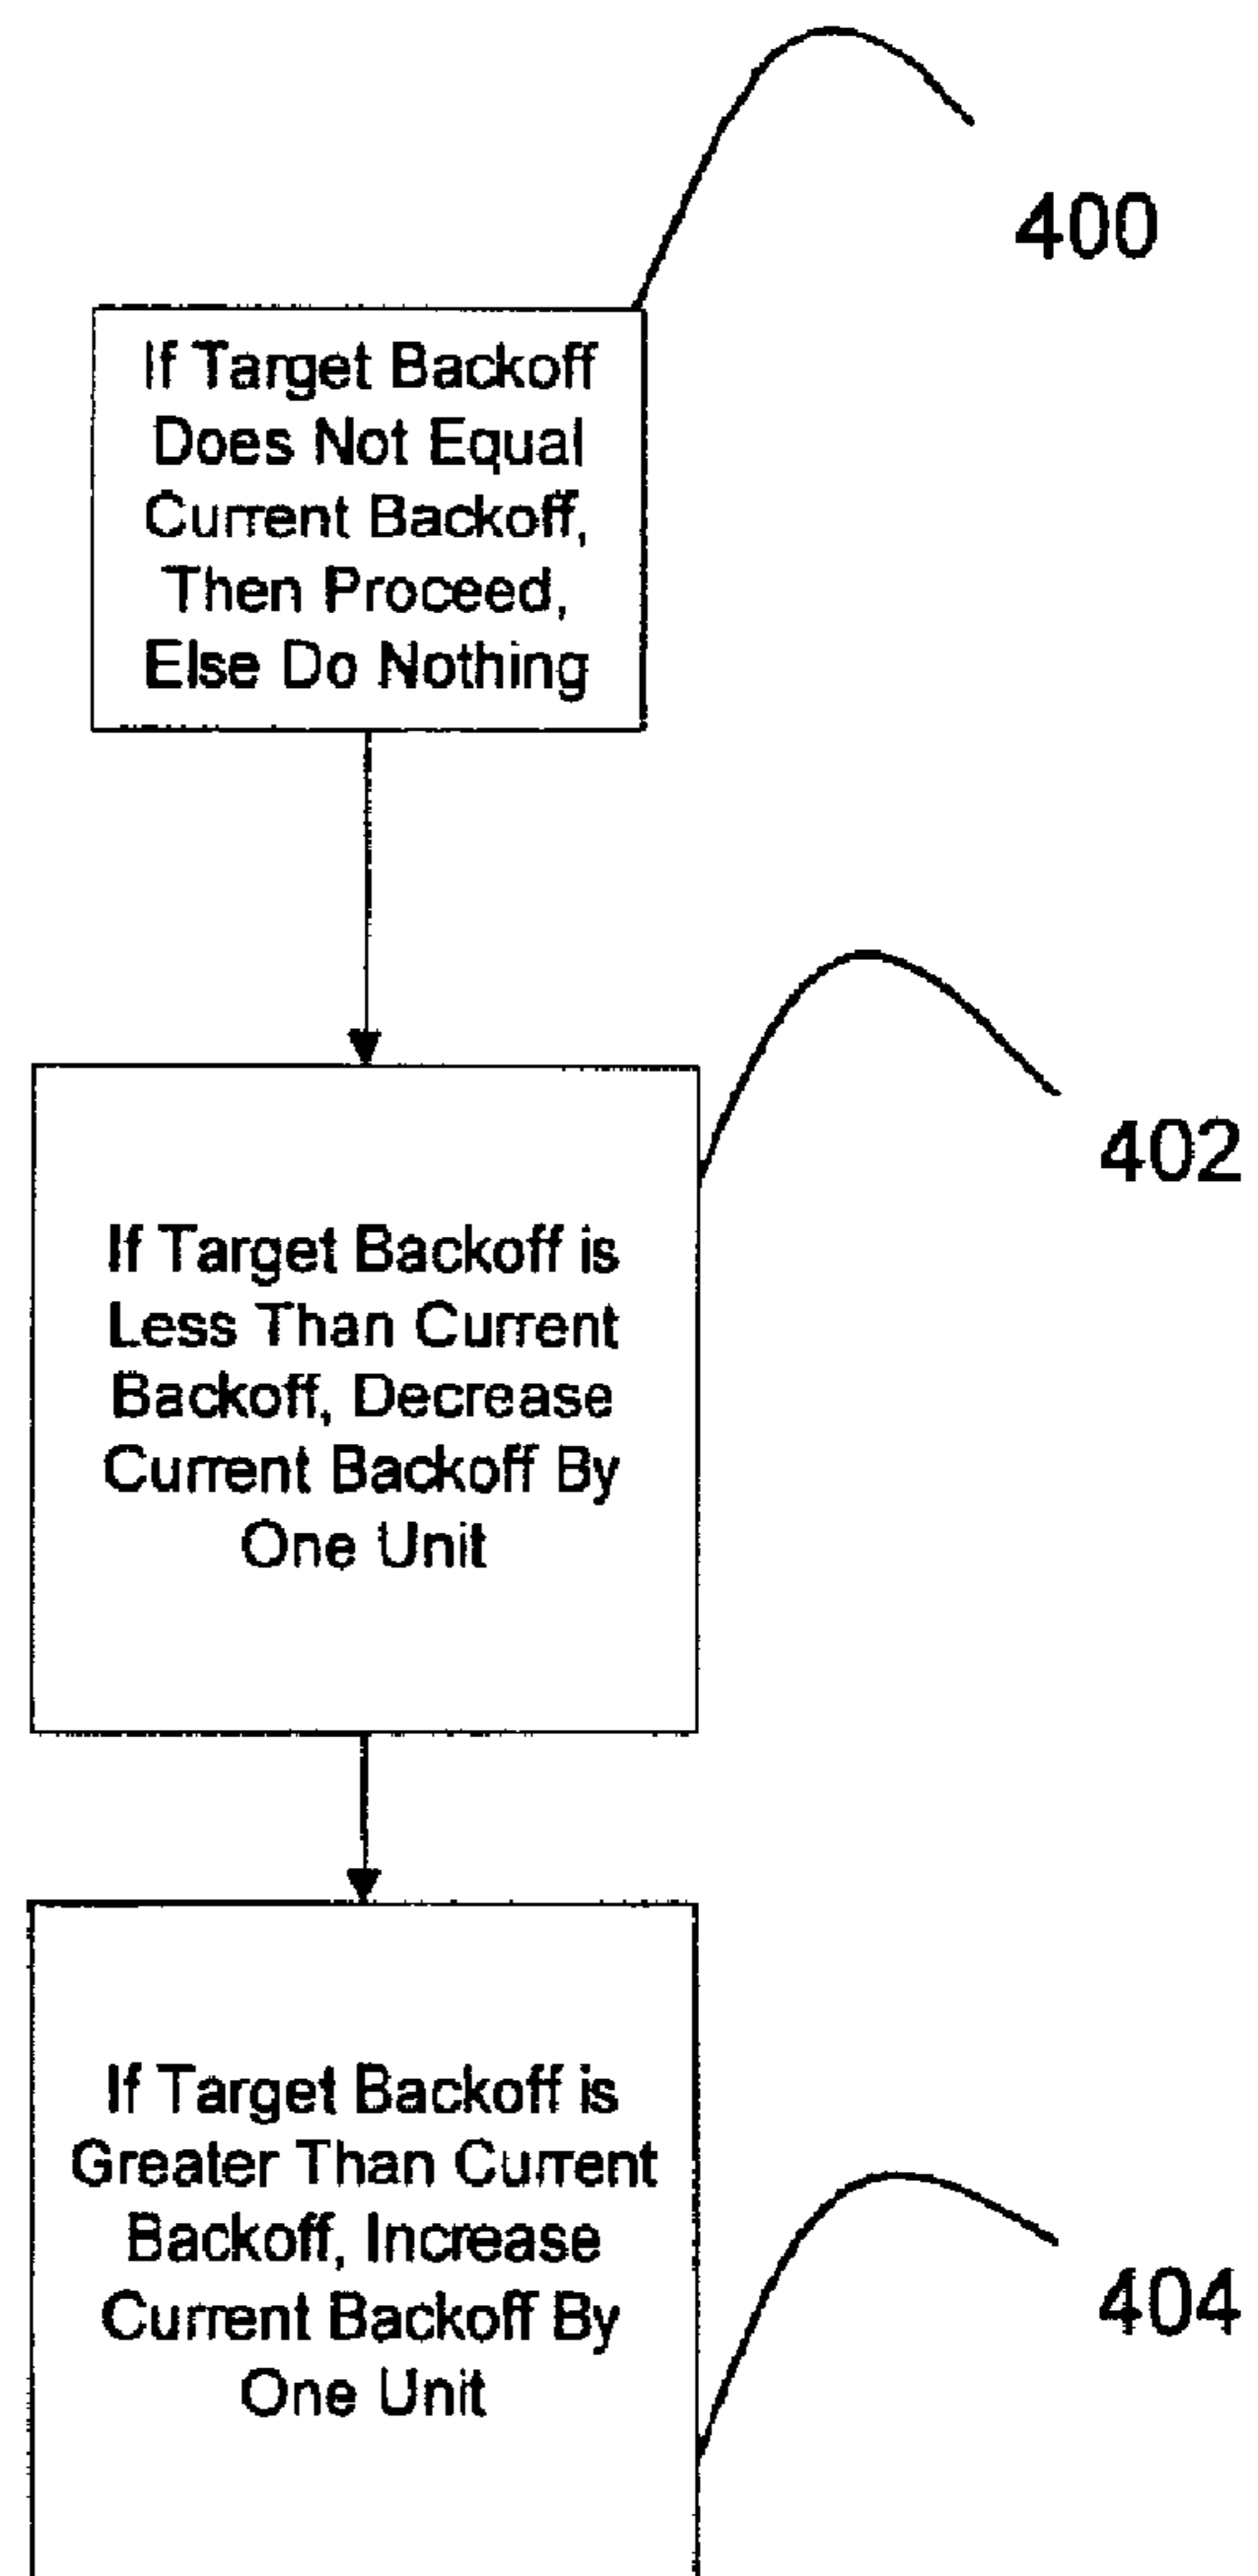 400
If Target Backoff
Does Not Equal
Current Backoff,
Then Proceed,
Else Do Nothing
402
If Target Backoff is
Less Than Current
Backoff, Decrease
Current Backoff By
One Unit
If Target Backoff is
Greater Than Current
Backoff, Increase
Current Backoff By
One Unit
404